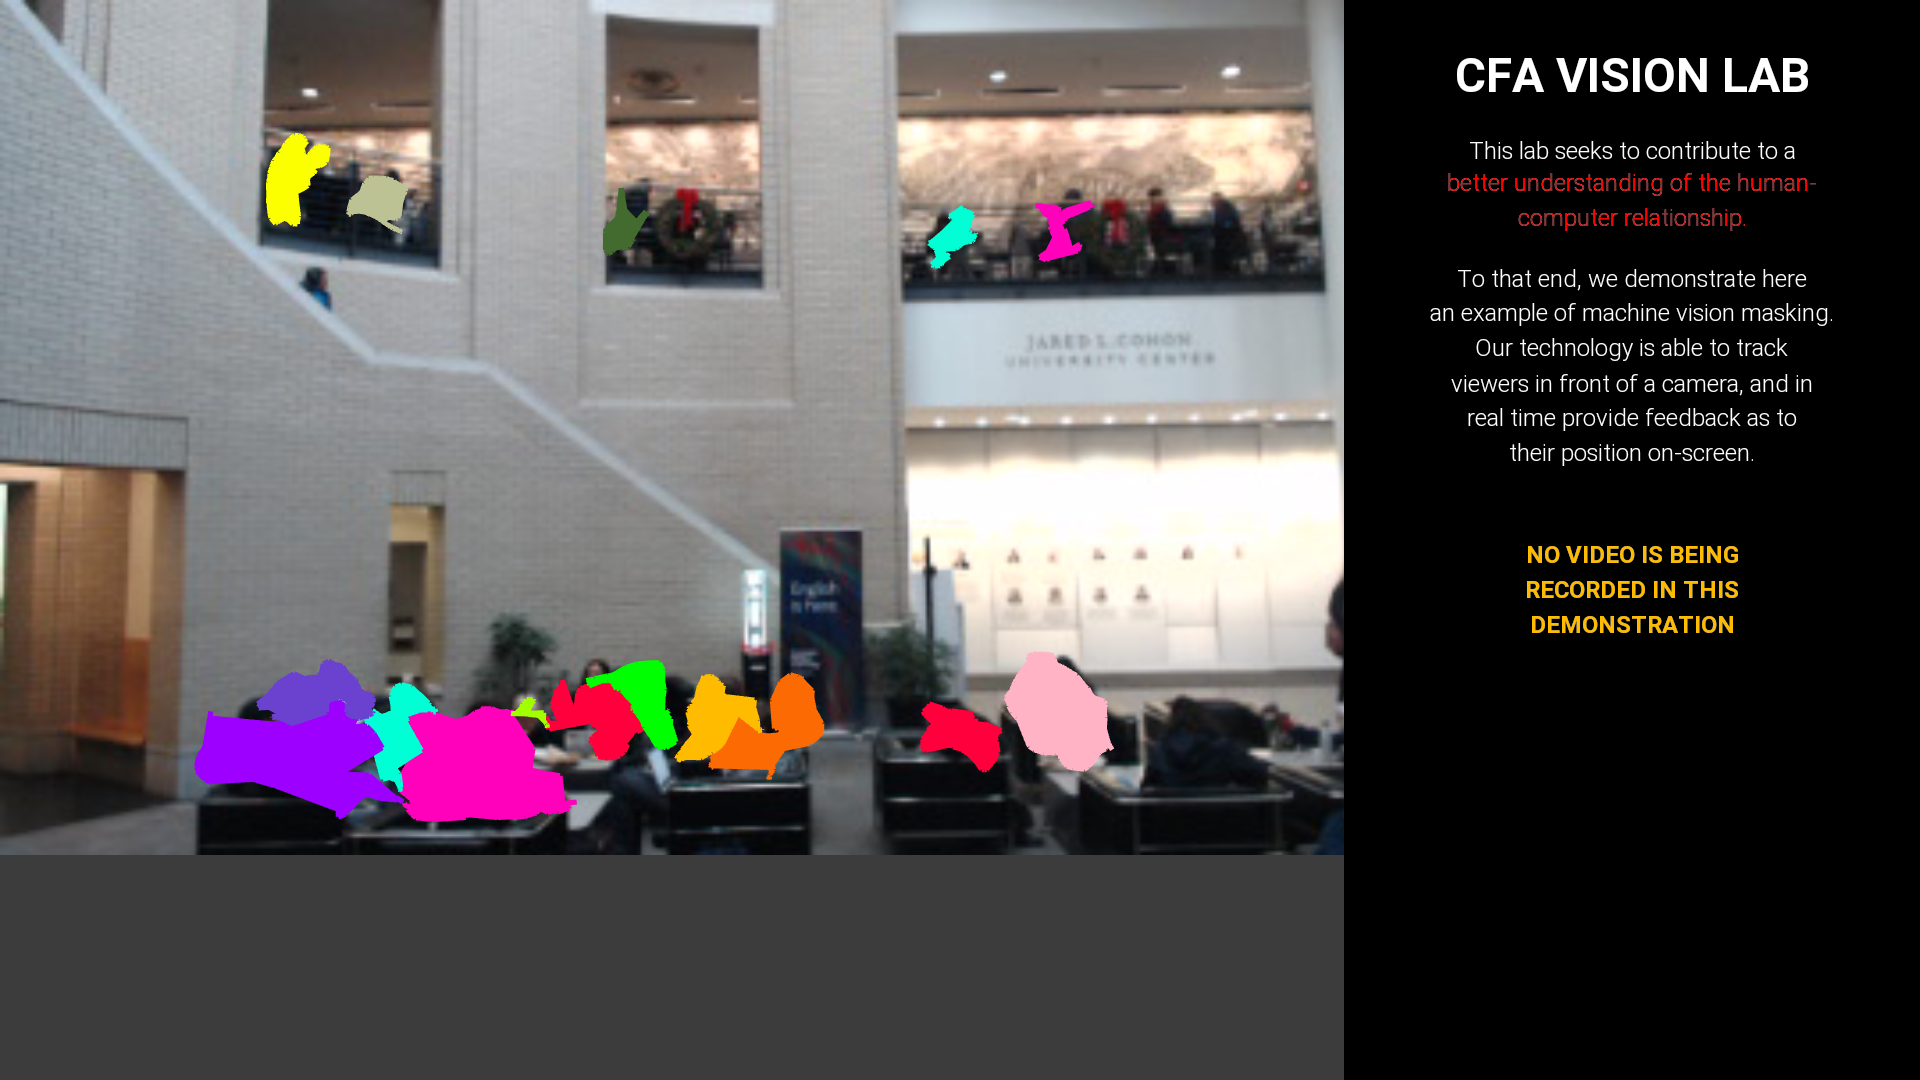 CFA VISION LAB
This lab seeks to contribute to a
better understanding of the human-
computer relationship.
To that end, we demonstrate here
an example of machine vision masking.
Our technology is able to track
viewers in front of a camera, and in
real time provide feedback as to
their position on-screen.
NO VIDEO IS BEING
RECORDED IN THIS
DEMONSTRATION
JARED L. COHON
UNIVERSITY CENTER
English
is here.